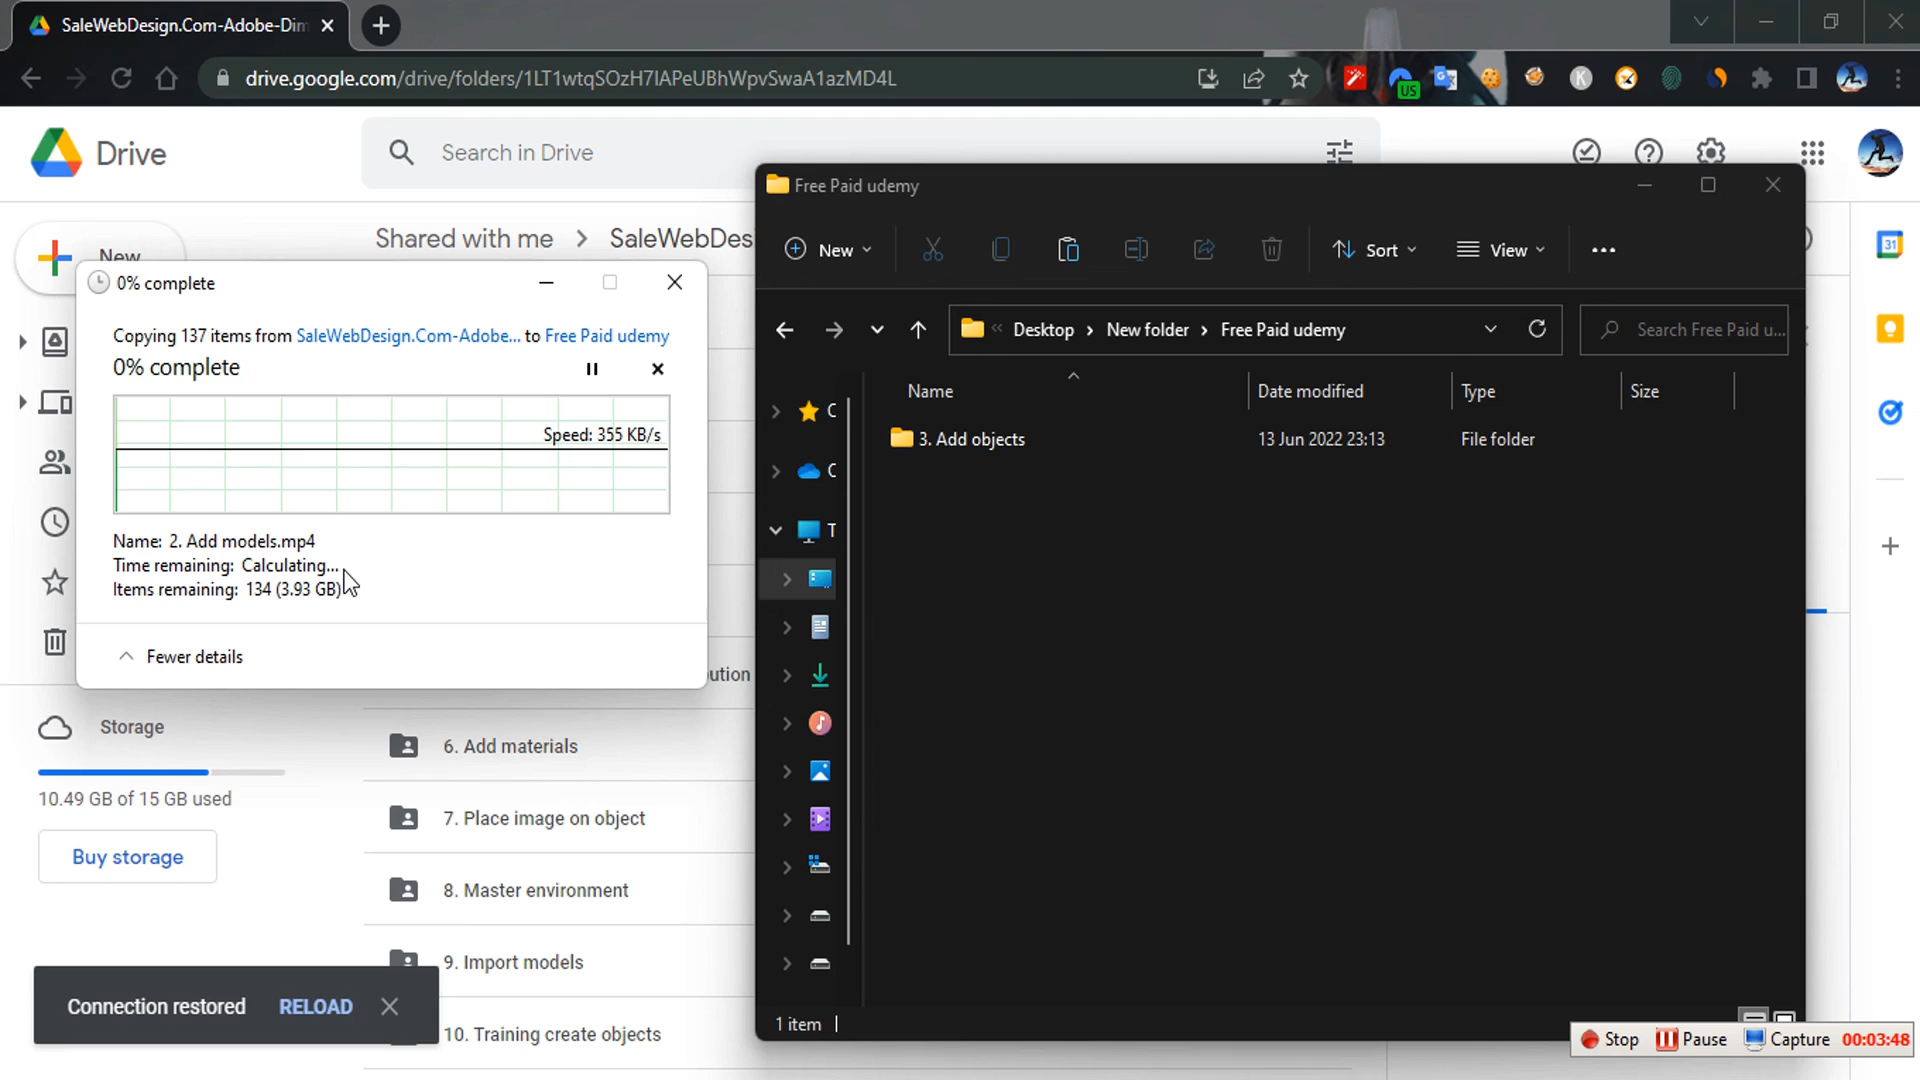 SaleWebDesign.Com-Adobe-Dim
drive.google.com/drive/folders/1LT1wtqSOzH7IAPeUBhWpvSwaA1azMD4L
US
Drive
Search in Drive
New
Shared with me > SaleWebDes
31
0% complete
Copying 137 items from SaleWebDesign.Com-Adobe... to Free Paid udemy
0% complete
Speed: 355 KB/s
Name: 2. Add models.mp4
Time remaining: Calculating...
Items remaining: 134 (3.93 GB)
Fewer details
Storage
10.49 GB of 15 GB used
Buy storage
Connection restored RELOAD
bution
6. Add materials
7. Place image on object
8. Master environment
9. Import models
10. Training create objects
Free Paid udemy
New
Sort
View
Desktop > New folder > Free Paid udemy
Search Free Paid u...
Name Date modified Type Size
3. Add objects 13 Jun 2022 23:13 File folder
C
C
T
1 item
Stop Pause Capture 00:03:48